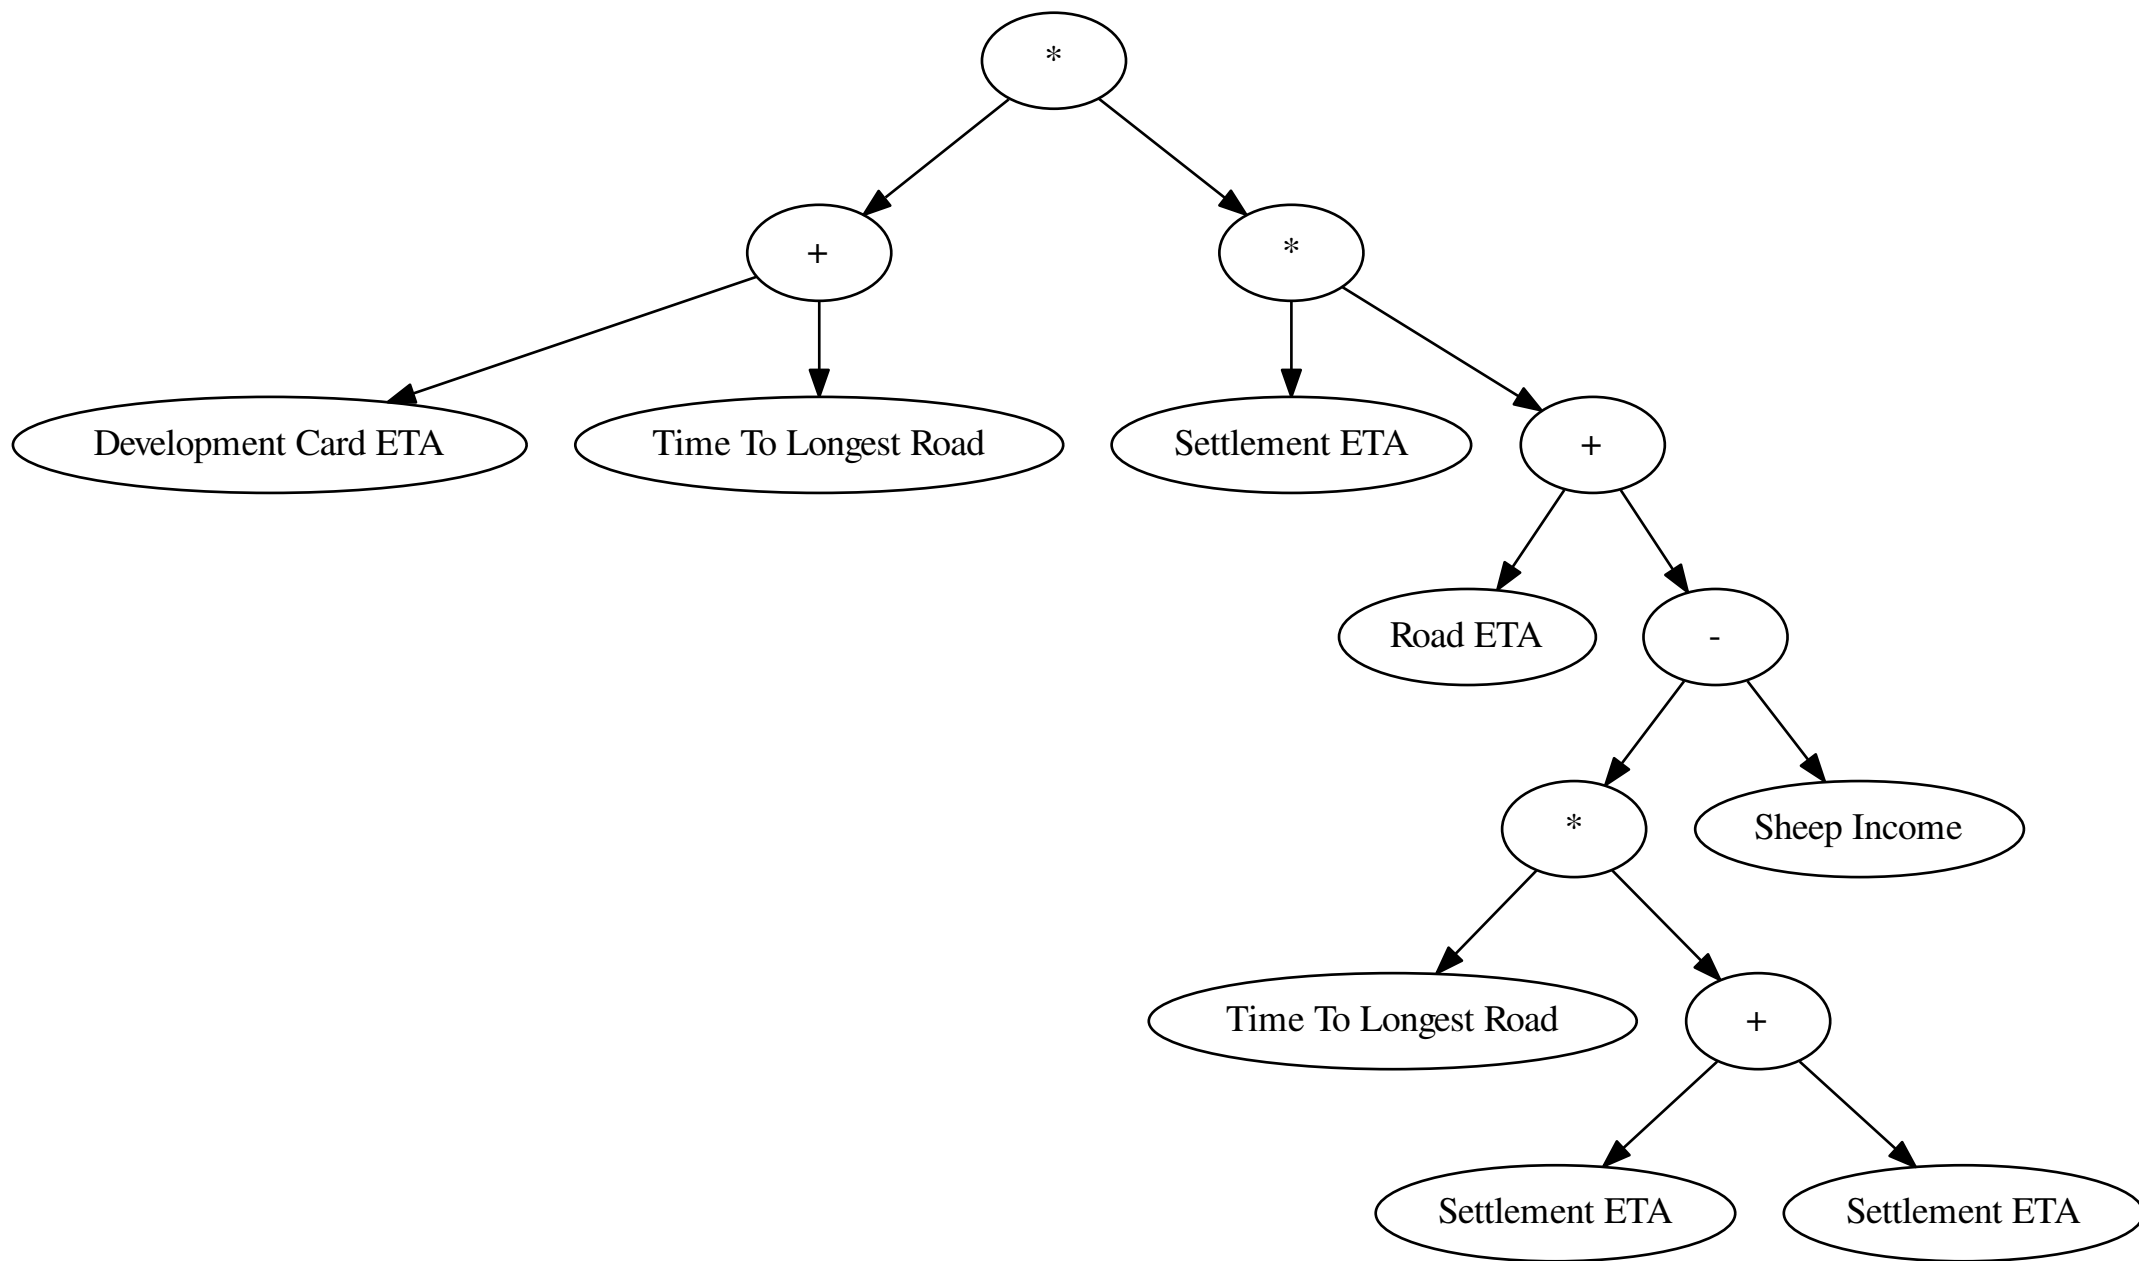 *
+
*
Development Card ETA
Time To Longest Road
Settlement ETA
+
Road ETA
-
*
Sheep Income
Time To Longest Road
+
Settlement ETA
Settlement ETA